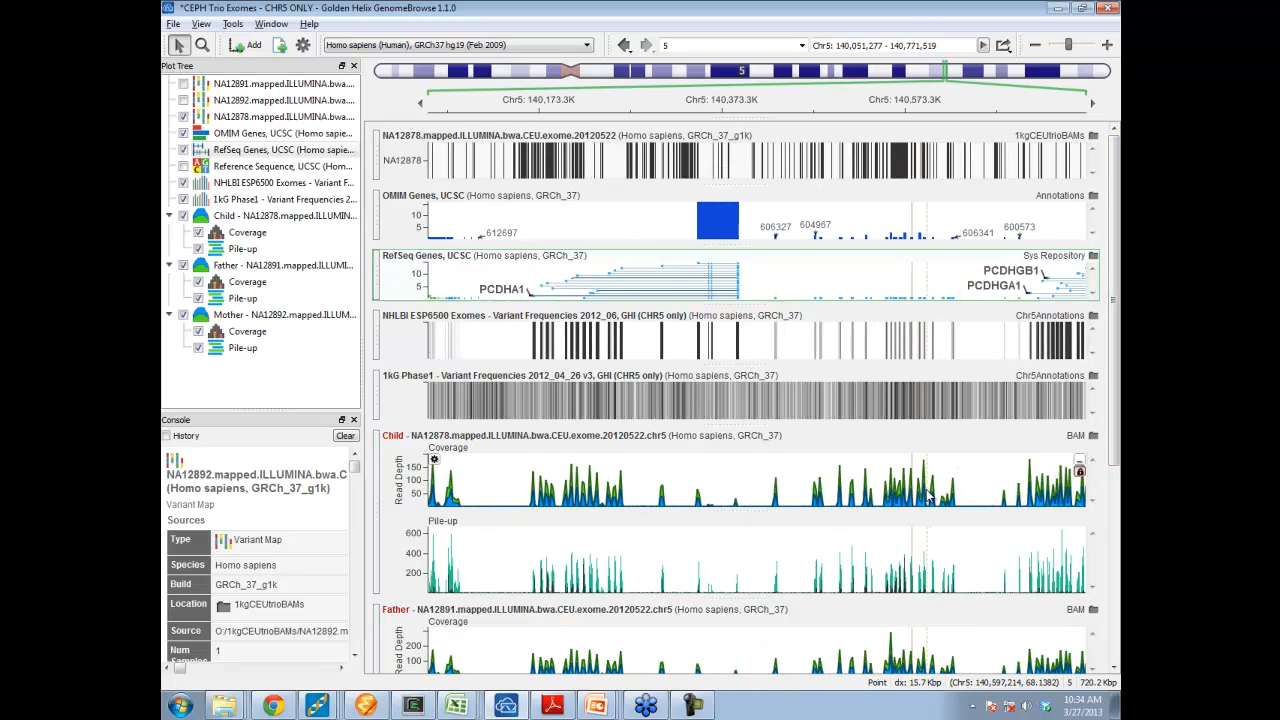 *CEPH Trio Exomes - CHR5 ONLY - Golden Helix GenomeBrowse 1.1.0
File View Tools Window Help
Add Homo sapiens (Human), GRCh37 hg19 (Feb 2009) 5 Chr5: 140,051,277 - 140,771,519
Plot Tree
NA12891.mapped.ILLUMINA.bwa....
NA12892.mapped.ILLUMINA.bwa....
NA12878.mapped.ILLUMINA.bwa....
OMIM Genes, UCSC (Homo sapie...
RefSeq Genes, UCSC (Homo sapie...
Reference Sequence, UCSC (Hom...
NHLBI ESP6500 Exomes - Variant F...
1kG Phase1 - Variant Frequencies 2...
Child - NA12878.mapped.ILLUM...
Coverage
Pile-up
Father - NA12891.mapped.ILLUMI...
Coverage
Pile-up
Mother - NA12892.mapped.ILLUM...
Coverage
Pile-up
Console
History Clear
NA12892.mapped.ILLUMINA.bwa.C
(Homo sapiens, GRCh_37_g1k)
Variant Map
Sources
Type Variant Map
Species Homo sapiens
Build GRCh_37_g1k
Location 1kgCEUtrioBAMs
Source O:/1kgCEUtrioBAMs/NA12892.m
Num Samples 1
5
Chr5: 140,173.3K Chr5: 140,373.3K Chr5: 140,573.3K
NA12878.mapped.ILLUMINA.bwa.CEU.exome.20120522 (Homo sapiens, GRCh_37_g1k) 1kgCEUtrioBAMs
NA12878
OMIM Genes, UCSC (Homo sapiens, GRCh_37) Annotations
10
5
612697 606327 604967 606341 600573
RefSeq Genes, UCSC (Homo sapiens, GRCh_37) Sys Repository
10
5
PCDHA1 PCDHGB1
PCDHGA1
NHLBI ESP6500 Exomes - Variant Frequencies 2012_06, GHI (CHR5 only) (Homo sapiens, GRCh_37) Chr5Annotations
1kG Phase1 - Variant Frequencies 2012_04_26 v3, GHI (CHR5 only) (Homo sapiens, GRCh_37) Chr5Annotations
Child - NA12878.mapped.ILLUMINA.bwa.CEU.exome.20120522.chr5 (Homo sapiens, GRCh_37) BAM
Coverage
Read Depth
150
100
50
Pile-up
600
400
200
Father - NA12891.mapped.ILLUMINA.bwa.CEU.exome.20120522.chr5 (Homo sapiens, GRCh_37) BAM
Coverage
Read Depth
200
100
Point dx: 15.7 Kbp (Chr5: 140,597,214, 68.1382) 5 720.2 Kbp
10:34 AM
3/27/2013